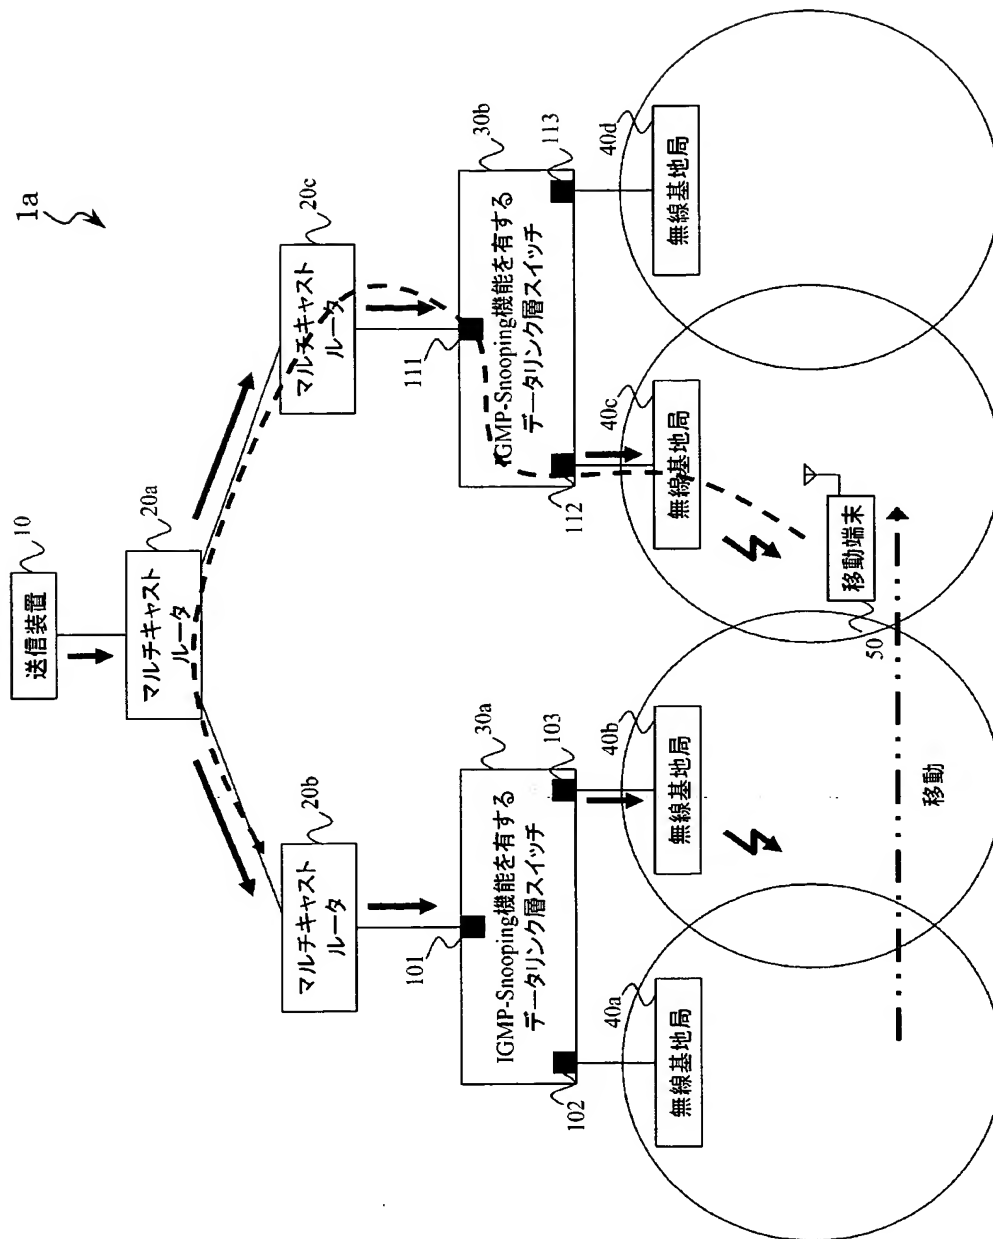 1a
10
送信装置
20a
マルチキャスト
ルータ
20b
マルチキャスト
ルータ
20c
マルチキャスト
ルータ
101
30a
IGMP-Snooping機能を有する
データリンク層スイッチ
102
103
111
30b
IGMP-Snooping機能を有する
データリンク層スイッチ
112
113
40a
無線基地局
40b
無線基地局
40c
無線基地局
40d
無線基地局
移動端末
50
移動